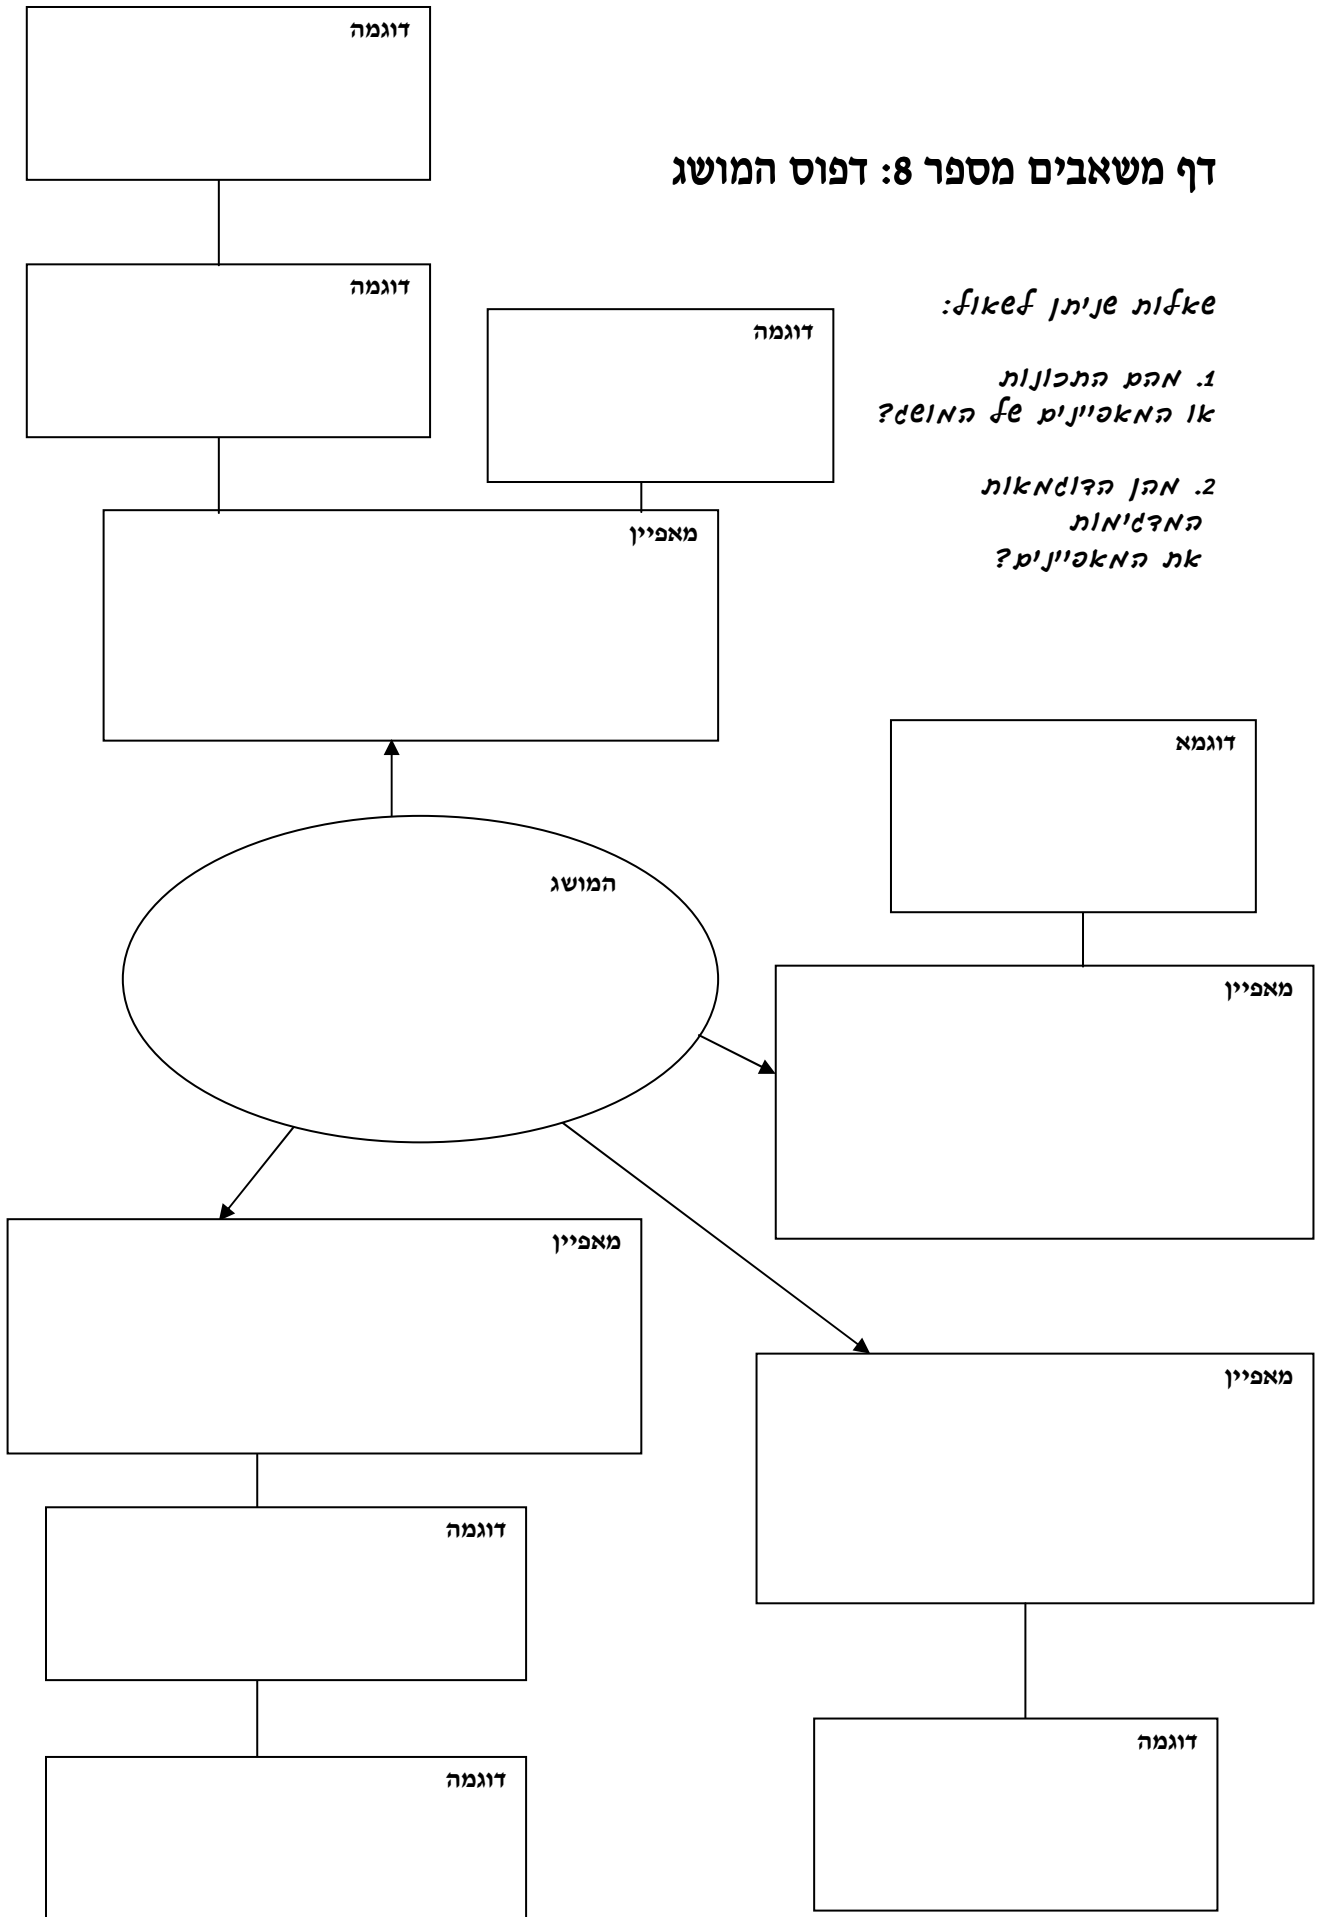 דוגמה
דף משאבים מספר 8: דפוס המושג
דוגמה
שאלות שניתן לשאול:
דוגמה
1. מהם התכונות
או המאפיינים של המושג?
2. מהן הדוגמאות
המדגימות
את המאפיינים?
מאפיין
דוגמא
המושג
מאפיין
מאפיין
מאפיין
דוגמה
דוגמה
דוגמה